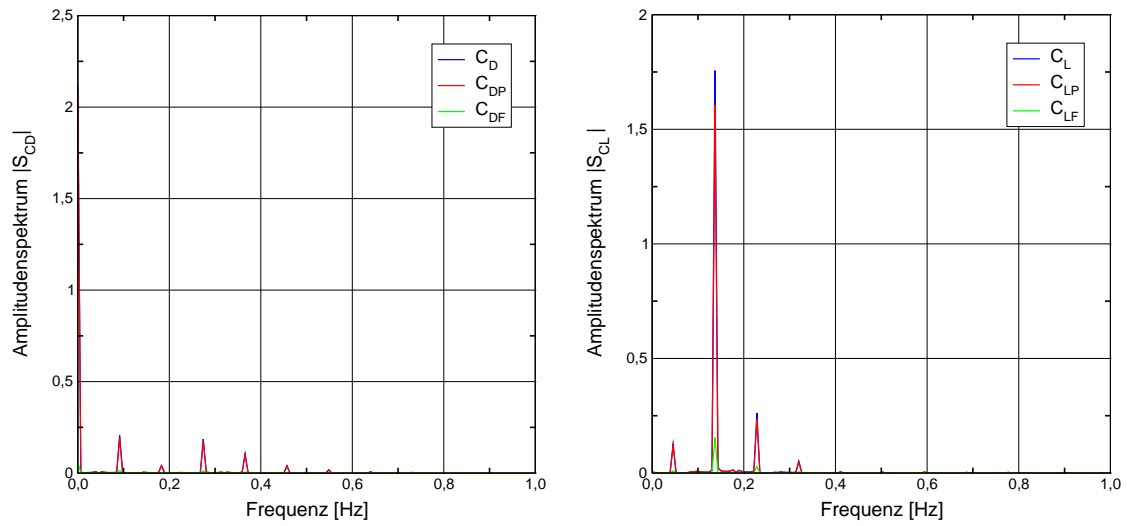 2,5
2
1,5
1
0,5
0
0,0
0,2
0,4
0,6
0,8
1,0
Frequenz [Hz]
Amplitudenspektrum |S_CD|
C_D
C_DP
C_DF
2
1,5
1
0,5
0
0,0
0,2
0,4
0,6
0,8
1,0
Frequenz [Hz]
Amplitudenspektrum |S_CL|
C_L
C_LP
C_LF